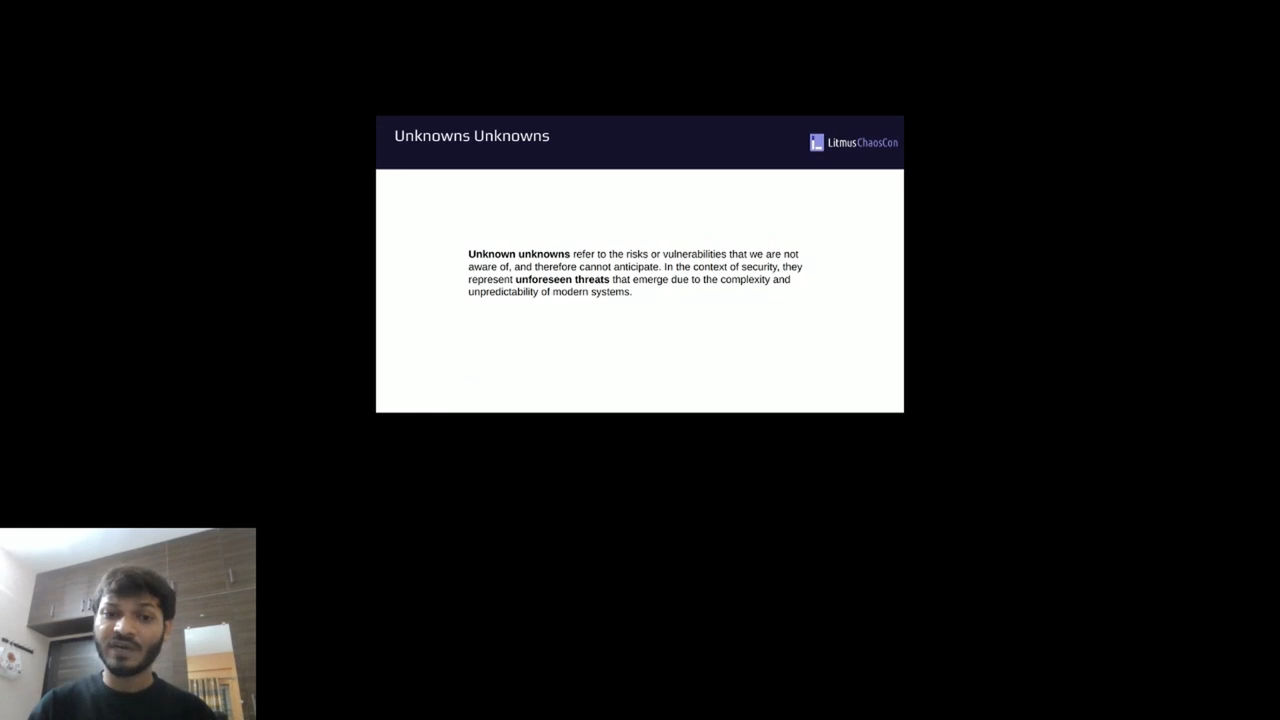 Unknowns Unknowns
LitmusChaosCon
Unknown unknowns refer to the risks or vulnerabilities that we are not
aware of, and therefore cannot anticipate. In the context of security, they
represent unforeseen threats that emerge due to the complexity and
unpredictability of modern systems.